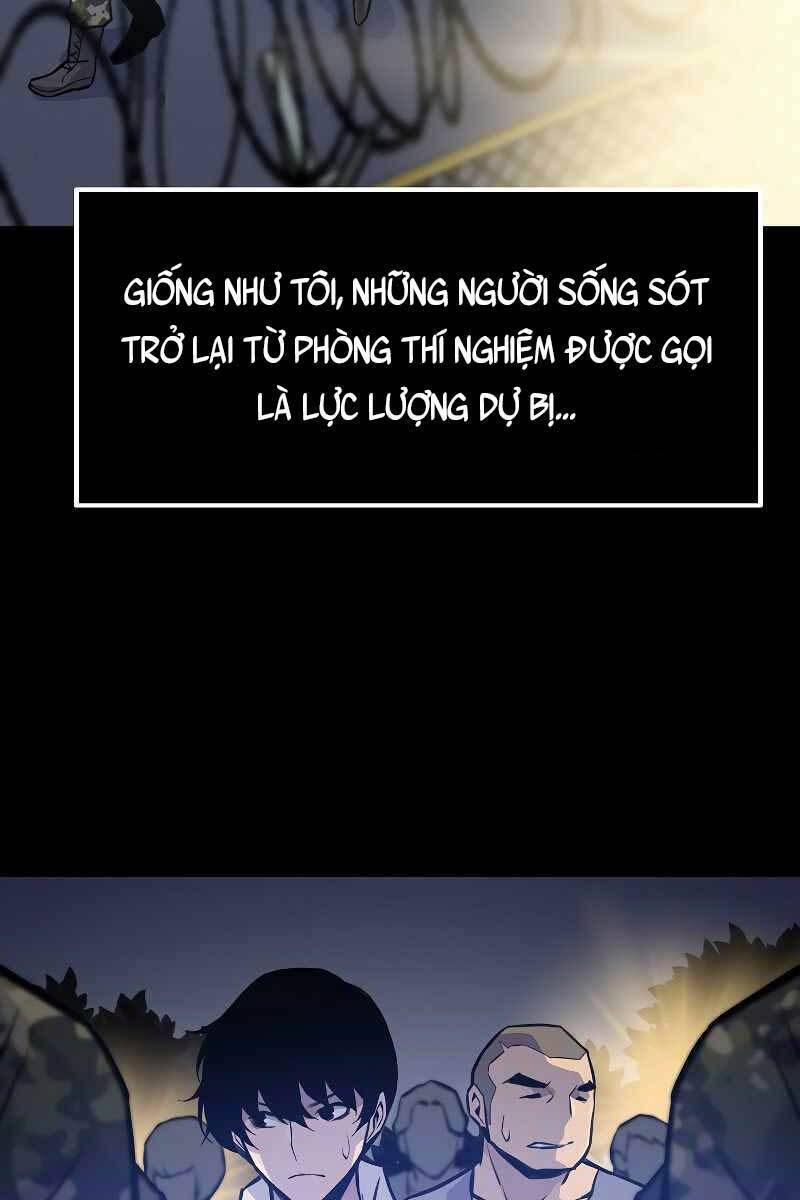 GIỐNG NHƯ TÔI, NHỮNG NGƯỜI SỐNG SÓT
TRỞ LẠI TỪ PHÒNG THÍ NGHIỆM ĐƯỢC GỌI
LÀ LỰC LƯỢNG DỰ BỊ...